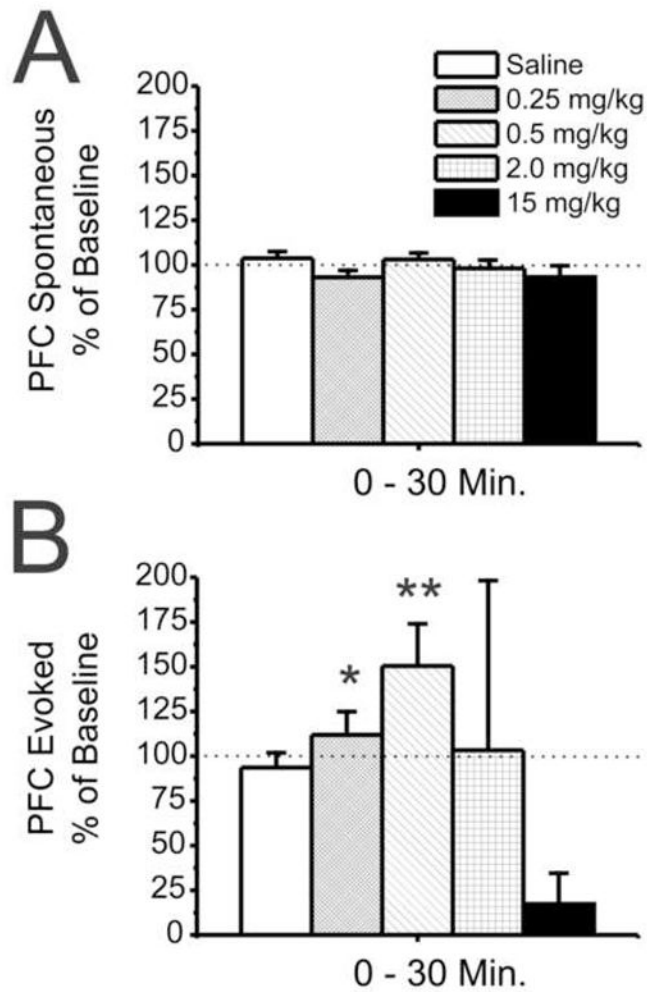 A
PFC Spontaneous
% of Baseline
200
175
150
125
100
75
50
25
0
Saline
0.25 mg/kg
0.5 mg/kg
2.0 mg/kg
15 mg/kg
0 - 30 Min.
B
PFC Evoked
% of Baseline
200
175
150
125
100
75
50
25
0
*
**
0 - 30 Min.